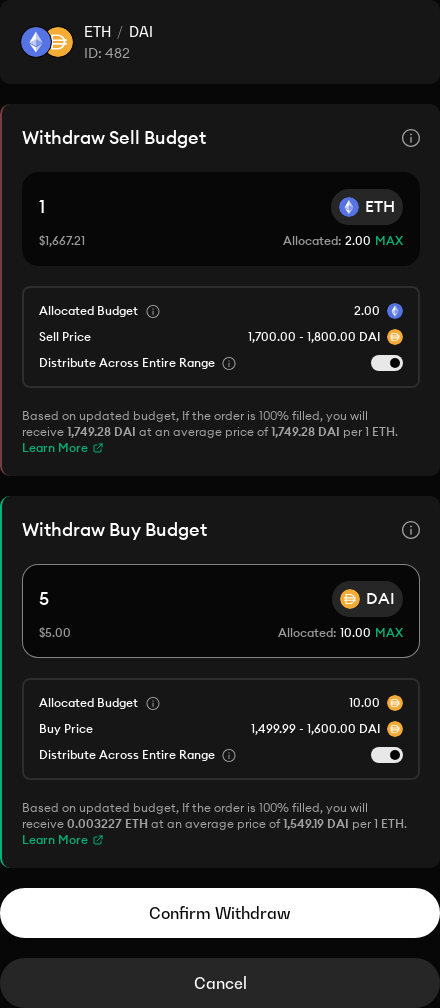 ETH / DAI
ID: 482
Withdraw Sell Budget
1
ETH
$1,667.21
Allocated: 2.00 MAX
Allocated Budget
2.00
Sell Price
1,700.00 - 1,800.00 DAI
Distribute Across Entire Range
Based on updated budget, If the order is 100% filled, you will
receive 1,749.28 DAI at an average price of 1,749.28 DAI per 1 ETH.
Learn More
Withdraw Buy Budget
5
DAI
$5.00
Allocated: 10.00 MAX
Allocated Budget
10.00
Buy Price
1,499.99 - 1,600.00 DAI
Distribute Across Entire Range
Based on updated budget, If the order is 100% filled, you will
receive 0.003227 ETH at an average price of 1,549.19 DAI per 1 ETH.
Learn More
Confirm Withdraw
Cancel